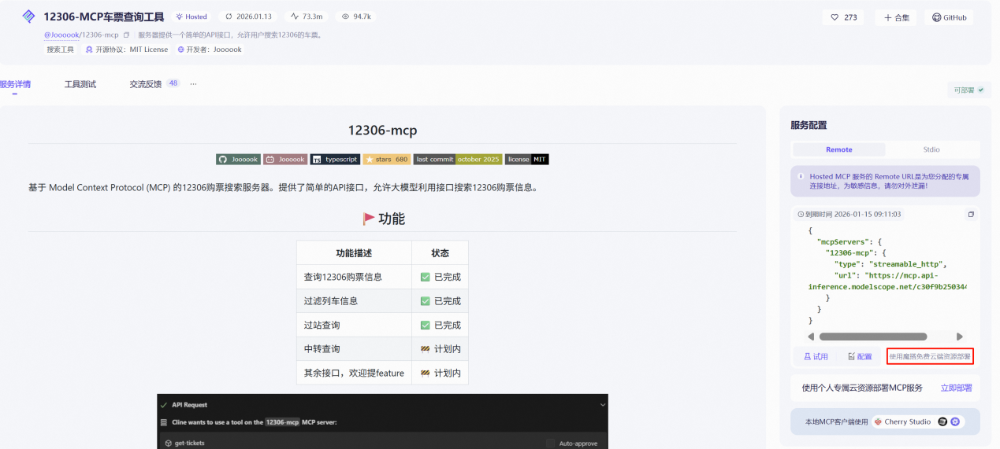 12306-MCP车票查询工具 Hosted 2026.01.13 73.3m 94.7k
273 合集 GitHub
@Joooook/12306-mcp 服务器提供一个简单的API接口，允许用户搜索12306的车票。
搜索工具 开源协议：MIT License 开发者：Joooook
服务详情 工具测试 交流反馈 48 ···
可部署
12306-mcp
Joooook Joooook TS typescript stars 680 last commit october 2025 license MIT
基于 Model Context Protocol (MCP) 的12306购票搜索服务器。提供了简单的API接口，允许大模型利用接口搜索12306购票信息。
功能
功能描述 状态
查询12306购票信息 已完成
过滤列车信息 已完成
过站查询 已完成
中转查询 计划内
其余接口，欢迎提feature 计划内
API Request
Cline wants to use a tool on the 12306-mcp MCP server:
get-tickets Auto-approve
服务配置
Remote Stdio
Hosted MCP 服务的 Remote URL是为您分配的专属
连接地址，为敏感信息，请勿对外泄漏！
到期时间 2026-01-15 09:11:03
{
"mcpServers": {
"12306-mcp": {
"type": "streamable_http",
"url": "https://mcp.api-
inference.modelscope.net/c30f9b250344
}
}
}
试用 配置 使用魔搭免费云端资源部署
使用个人专属云资源部署MCP服务 立即部署
本地MCP客户端使用 Cherry Studio